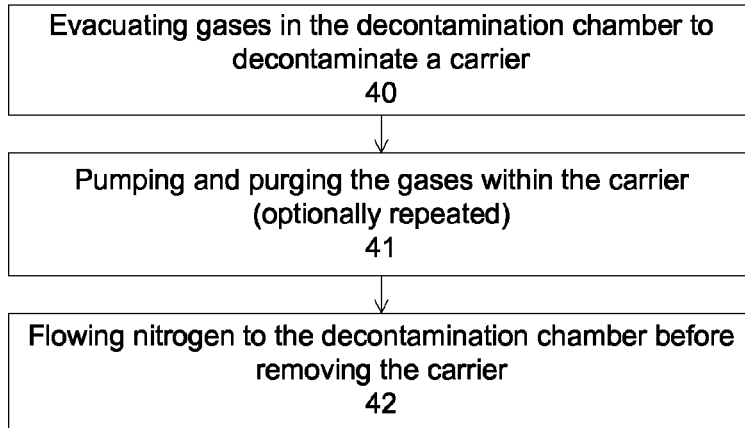 Evacuating gases in the decontamination chamber to
decontaminate a carrier
40
Pumping and purging the gases within the carrier
(optionally repeated)
41
Flowing nitrogen to the decontamination chamber before
removing the carrier
42